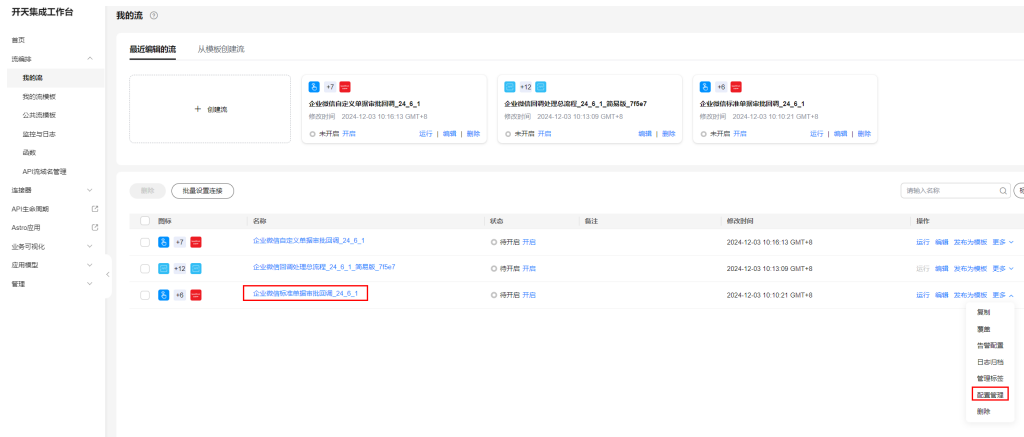 开天集成工作台
我的流 ?
首页
流编排
我的流
我的流模板
公共流模板
监控与日志
函数
API流域名管理
连接器
API生命周期
Astro应用
业务可视化
应用模型
管理
最近编辑的流 从模板创建流
+ 创建流
+7
企业微信自定义单据审批回调_24_6_1
修改时间 2024-12-03 10:16:13 GMT+8
未开启 开启 运行 | 编辑 | 删除
+12
企业微信回调处理总流程_24_6_1_简易版_7f5e7
修改时间 2024-12-03 10:13:09 GMT+8
未开启 开启 编辑 | 删除
+6
企业微信标准单据审批回调_24_6_1
修改时间 2024-12-03 10:10:21 GMT+8
未开启 开启 运行 | 编辑 | 删除
删除 批量设置连接 请输入名称
图标 名称 状态 备注 修改时间 操作
+7 企业微信自定义单据审批回调_24_6_1 待开启 开启 2024-12-03 10:16:13 GMT+8 运行 编辑 发布为模板 更多
+12 企业微信回调处理总流程_24_6_1_简易版_7f5e7 待开启 开启 2024-12-03 10:13:09 GMT+8 运行 编辑 发布为模板 更多
+6 企业微信标准单据审批回调_24_6_1 待开启 开启 2024-12-03 10:10:21 GMT+8 运行 编辑 发布为模板 更多
复制
覆盖
告警配置
日志归档
管理标签
配置管理
删除